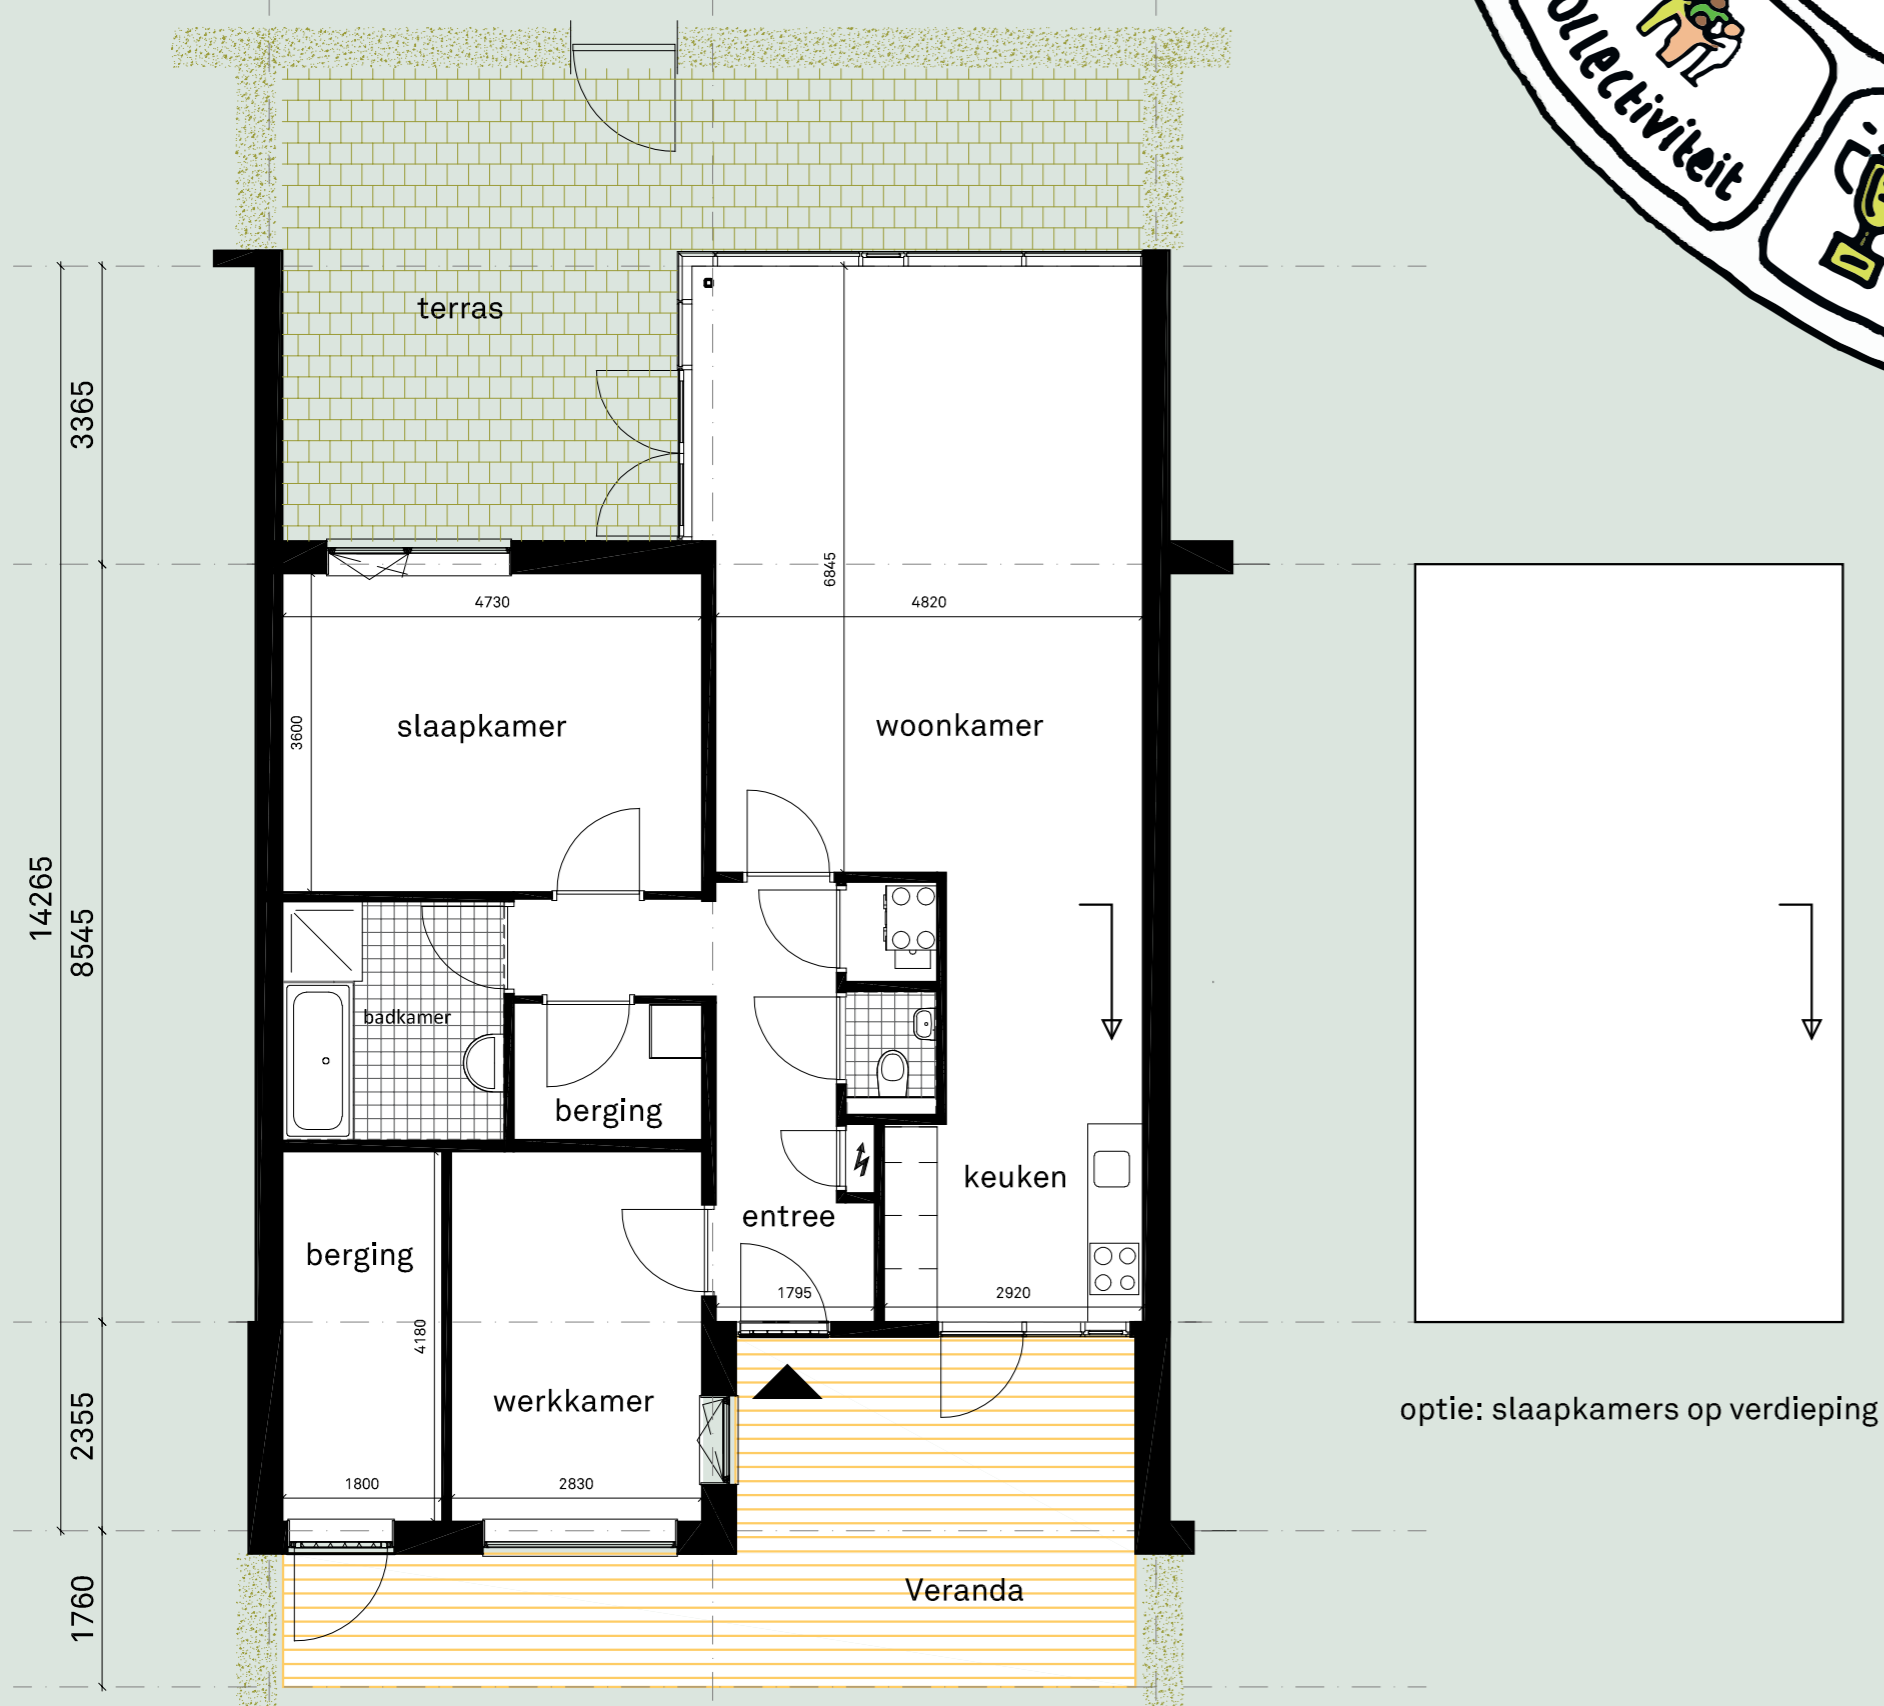 ollectiviteit
terras
3365
6845
4730
4820
3600
slaapkamer
woonkamer
14265
8545
badkamer
berging
keuken
entree
berging
1795
2920
4180
werkkamer
2355
optie: slaapkamers op verdieping
1800
2830
Veranda
1760